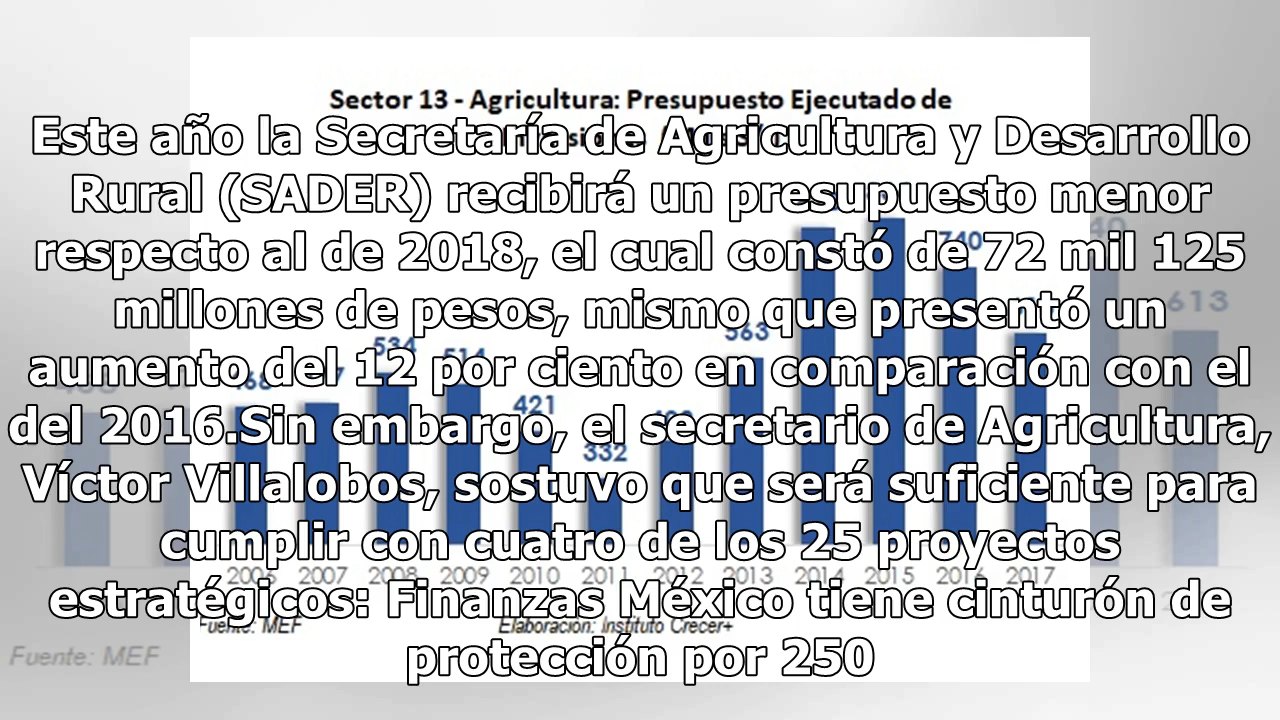 Sector 13 - Agricultura: Presupuesto Ejecutado de
Este año la Secretaría de Agricultura y Desarrollo
Rural (SADER) recibirá un presupuesto menor
respecto al de 2018, el cual constó de 72 mil 125
millones de pesos, mismo que presentó un
aumento del 12 por ciento en comparación con el
del 2016.Sin embargo, el secretario de Agricultura,
Víctor Villalobos, sostuvo que será suficiente para
cumplir con cuatro de los 25 proyectos
estratégicos: Finanzas México tiene cinturón de
protección por 250
740
613
563
534
514
421
332
2006 2007 2008 2009 2010 2011 2012 2013 2014 2015 2016 2017
Fuente: MEF
Elaboración: Instituto Crecer+
Fuente: MEF